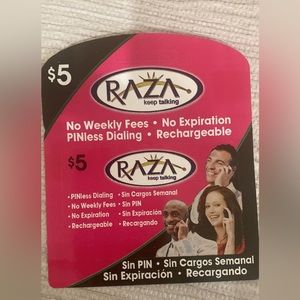 $5
RAZA
keep talking
No Weekly Fees • No Expiration
PINless Dialing • Rechargeable
$5
RAZA
keep talking
• PINless Dialing • Sin Cargos Semanal
• No Weekly Fees • Sin PIN
• No Expiration • Sin Expiración
• Rechargeable • Recargando
Sin PIN • Sin Cargos Semanal
Sin Expiración • Recargando